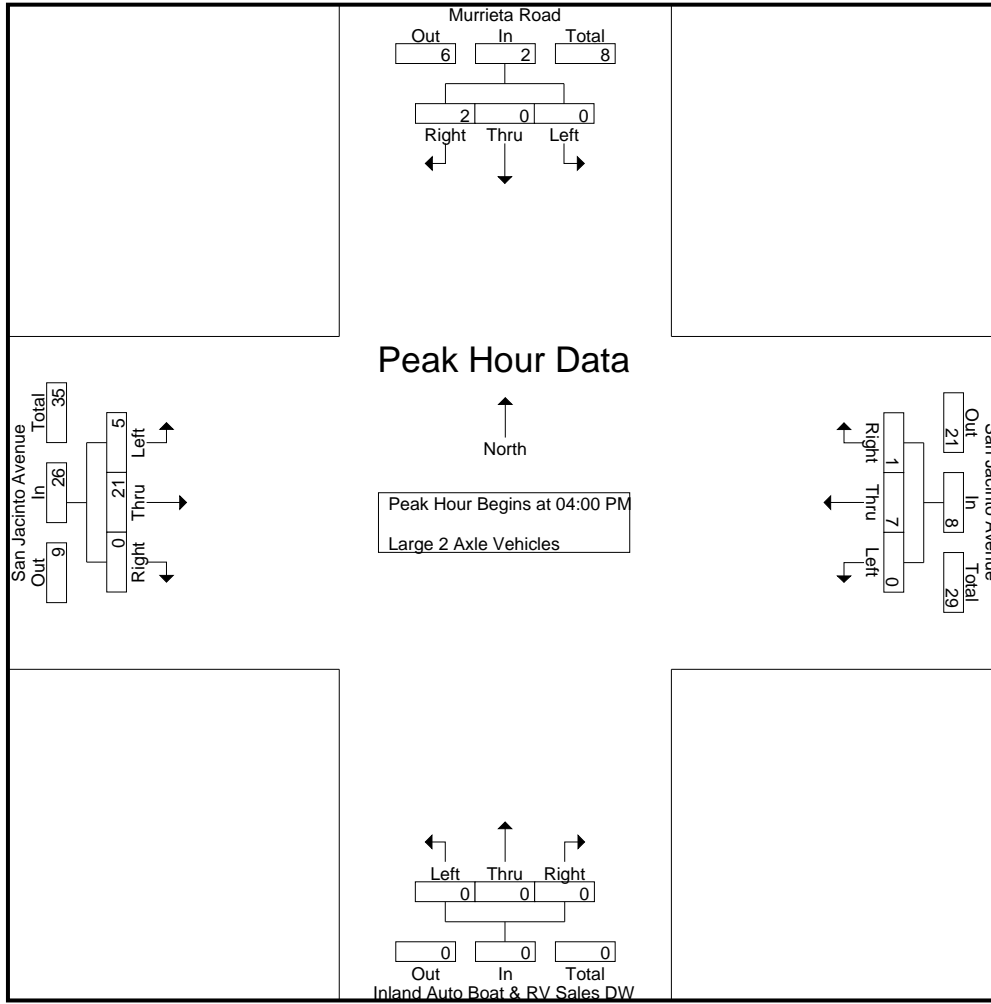 Murrieta Road
Out In Total
6 2 8
2 0 0
Right Thru Left
Peak Hour Data
North
Peak Hour Begins at 04:00 PM
Large 2 Axle Vehicles
San Jacinto Avenue
Out In Total
9 26 35
0 21 5
Right Thru Left
San Jacinto Avenue
Out In Total
21 8 29
1 7 0
Right Thru Left
Left Thru Right
0 0 0
0 0 0
Out In Total
Inland Auto Boat & RV Sales DW